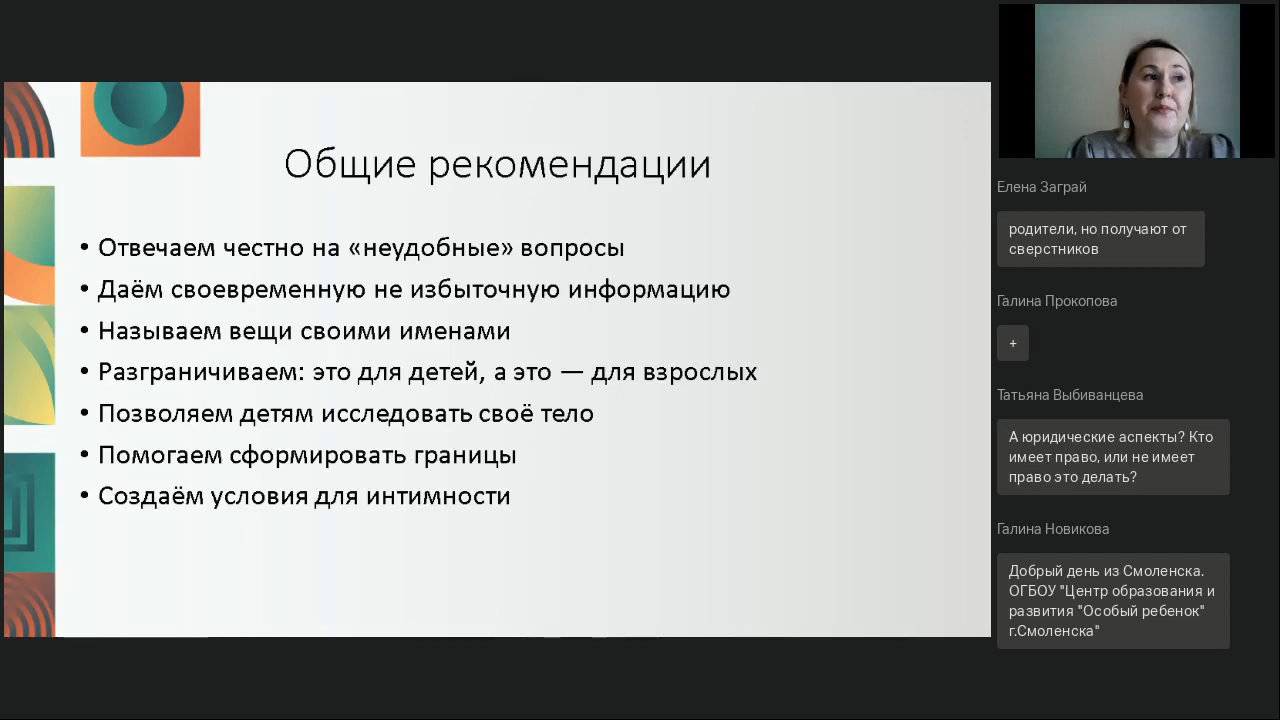 Общие рекомендации
• Отвечаем честно на «неудобные» вопросы
• Даём своевременную не избыточную информацию
• Называем вещи своими именами
• Разграничиваем: это для детей, а это — для взрослых
• Позволяем детям исследовать своё тело
• Помогаем сформировать границы
• Создаём условия для интимности
Елена Заграй
родители, но получают от
сверстников
Галина Прокопова
+
Татьяна Выбиванцева
А юридические аспекты? Кто
имеет право, или не имеет
право это делать?
Галина Новикова
Добрый день из Смоленска.
ОГБОУ "Центр образования и
развития "Особый ребенок"
г.Смоленска"